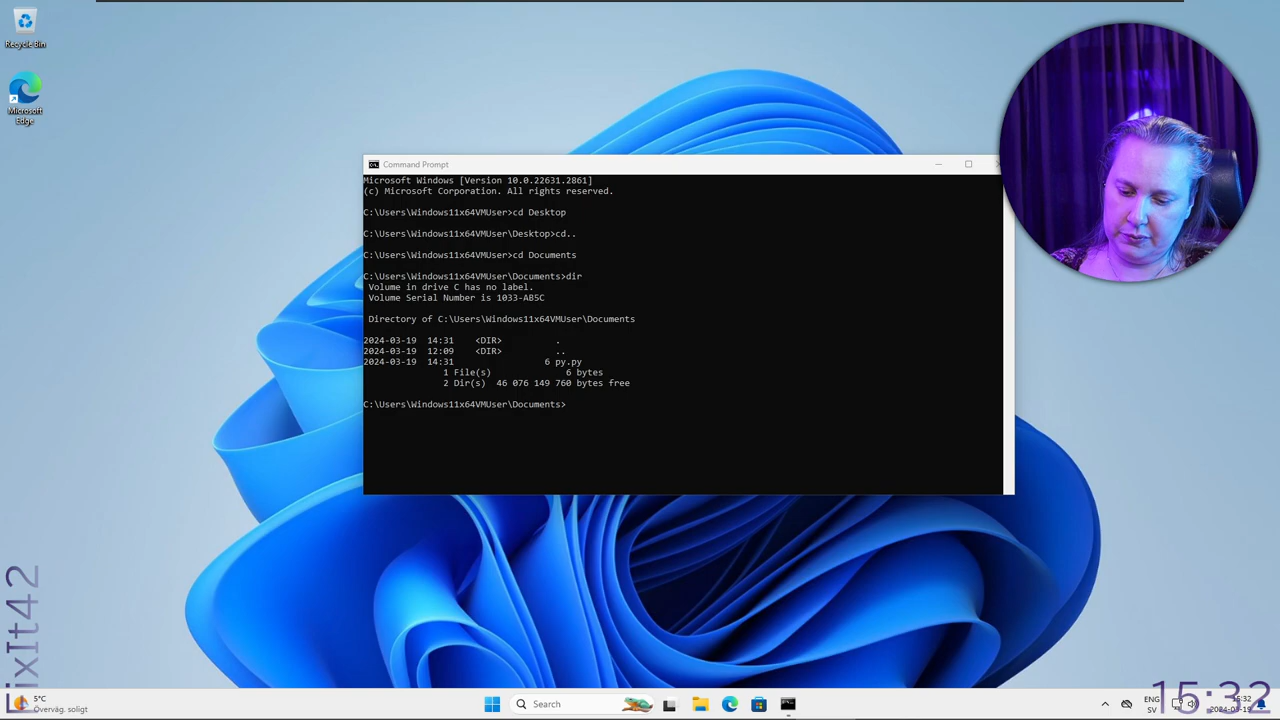 Recycle Bin
Microsoft
Edge
Command Prompt
Microsoft Windows [Version 10.0.22631.2861]
(c) Microsoft Corporation. All rights reserved.
C:\Users\Windows11x64VMUser>cd Desktop
C:\Users\Windows11x64VMUser\Desktop>cd..
C:\Users\Windows11x64VMUser>cd Documents
C:\Users\Windows11x64VMUser\Documents>dir
Volume in drive C has no label.
Volume Serial Number is 1033-AB5C
Directory of C:\Users\Windows11x64VMUser\Documents
2024-03-19 14:31 <DIR> .
2024-03-19 12:09 <DIR> ..
2024-03-19 14:31 6 py.py
1 File(s) 6 bytes
2 Dir(s) 46 076 149 760 bytes free
C:\Users\Windows11x64VMUser\Documents>
FixIt42
5°C
Överväg. soligt
Search
ENG
SV
15:32
15:32